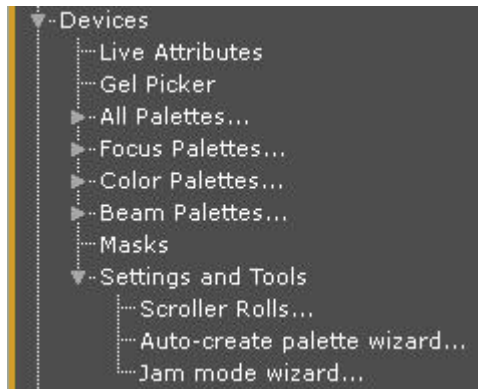 Devices
Live Attributes
Gel Picker
All Palettes...
Focus Palettes...
Color Palettes...
Beam Palettes...
Masks
Settings and Tools
Scroller Rolls...
Auto-create palette wizard...
Jam mode wizard...